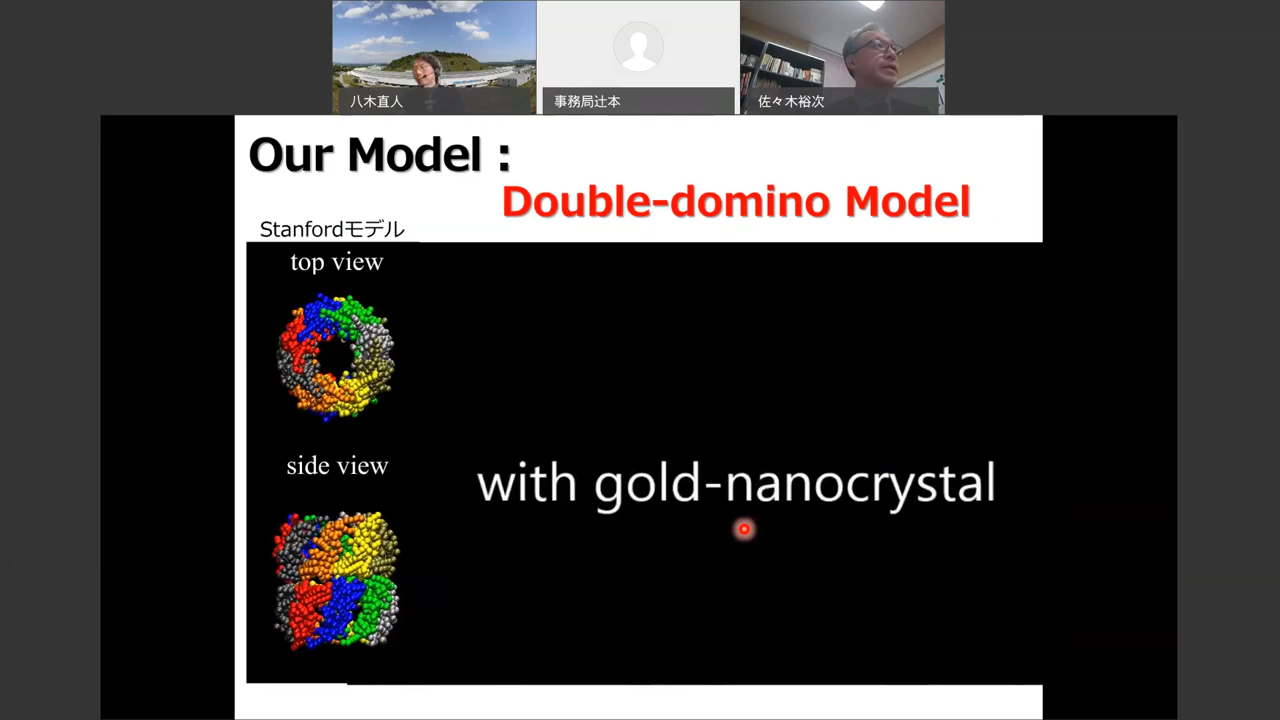 八木直人
事務局辻本
佐々木裕次
Our Model :
Double-domino Model
Stanfordモデル
top view
side view
with gold-nanocrystal